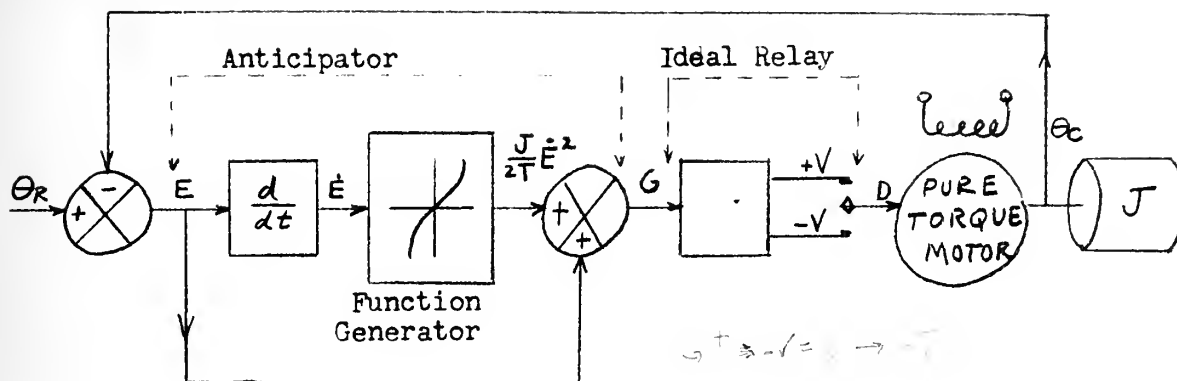 Anticipator
Ideal Relay
θR
+
-
E
d
dt
Ė
J
2T Ė²
Function
Generator
+
+
G
+V
-V
D
PURE
TORQUE
MOTOR
θc
J